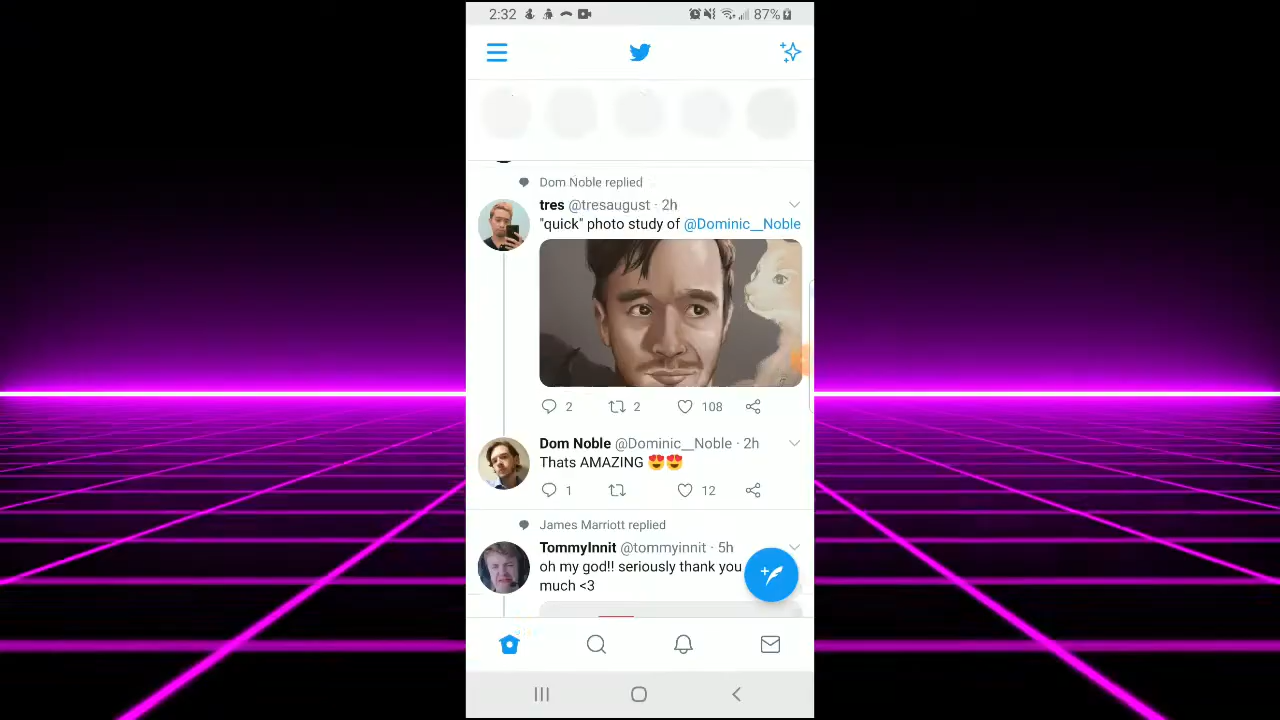 2:32
87%
Dom Noble replied
tres @tresaugust · 2h
"quick" photo study of @Dominic__Noble
2 2 108
Dom Noble @Dominic__Noble · 2h
Thats AMAZING 😍😍
1 12
James Marriott replied
TommyInnit @tommyinnit · 5h
oh my god!! seriously thank you
much <3